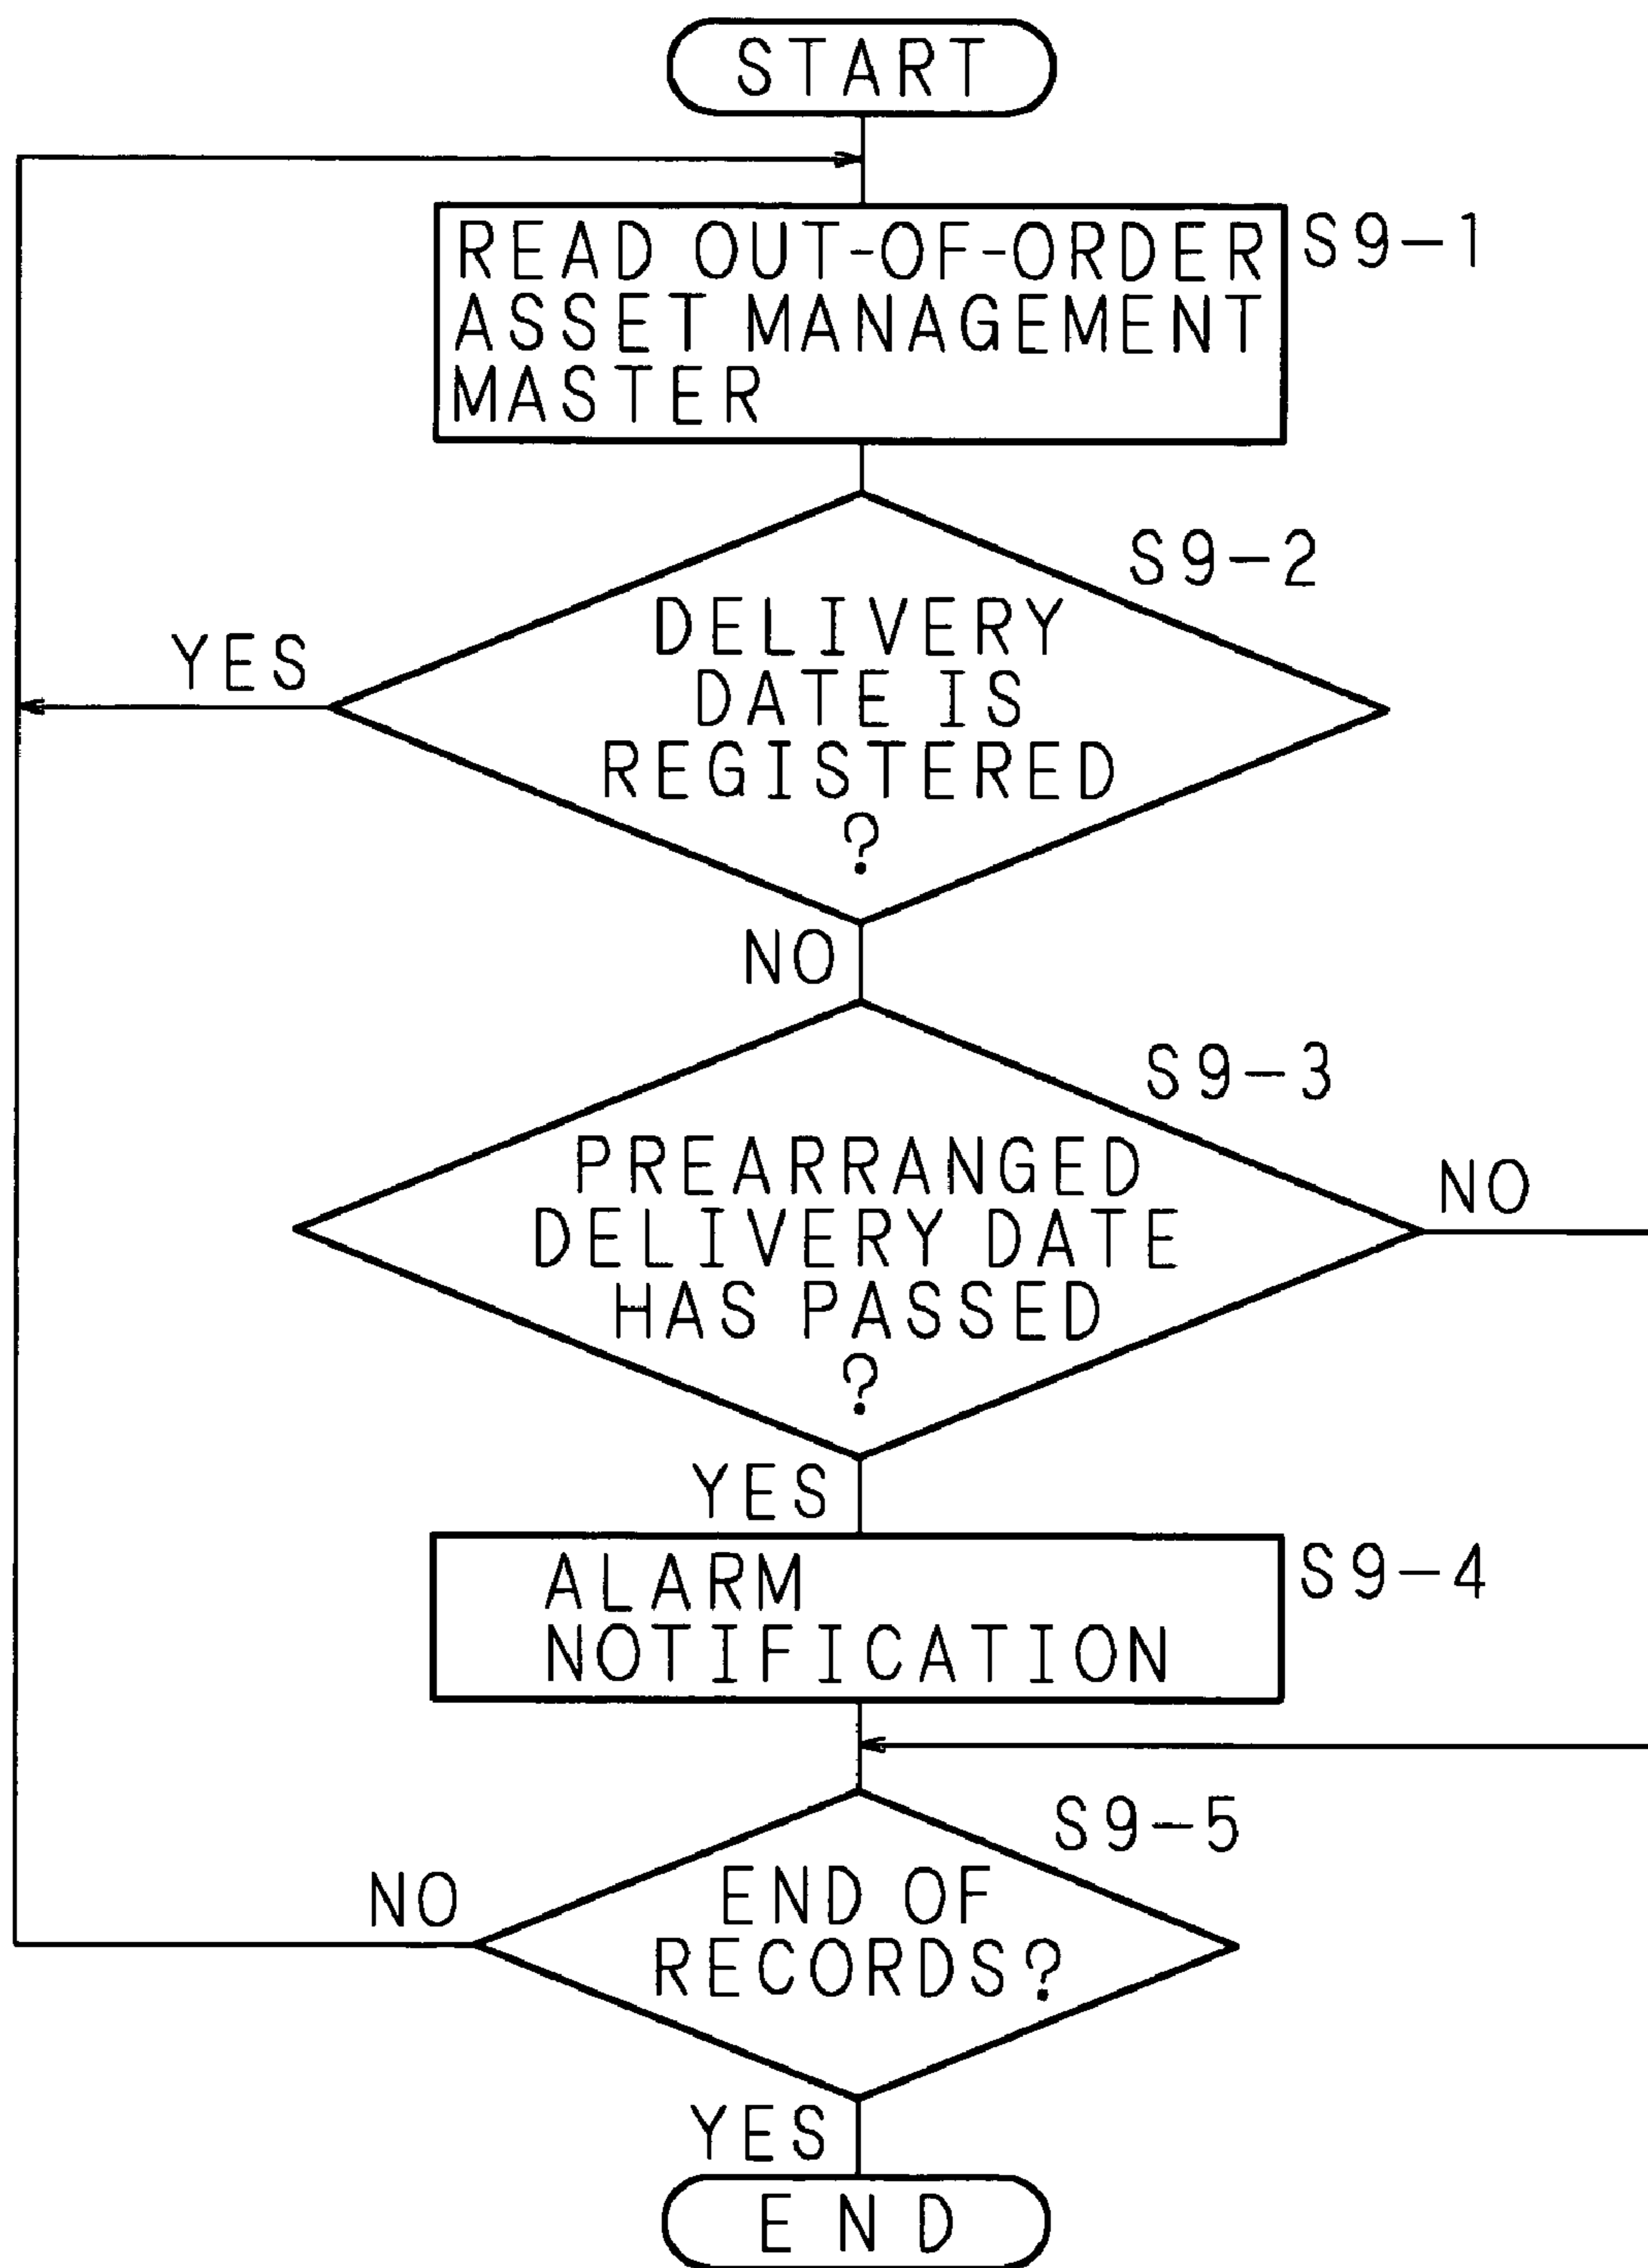 START
READ OUT-OF-ORDER
ASSET MANAGEMENT
MASTER
S9-1
S9-2
DELIVERY
DATE IS
REGISTERED
?
YES
NO
S9-3
PREARRANGED
DELIVERY DATE
HAS PASSED
?
NO
YES
ALARM
NOTIFICATION
S9-4
S9-5
END OF
RECORDS?
NO
YES
END